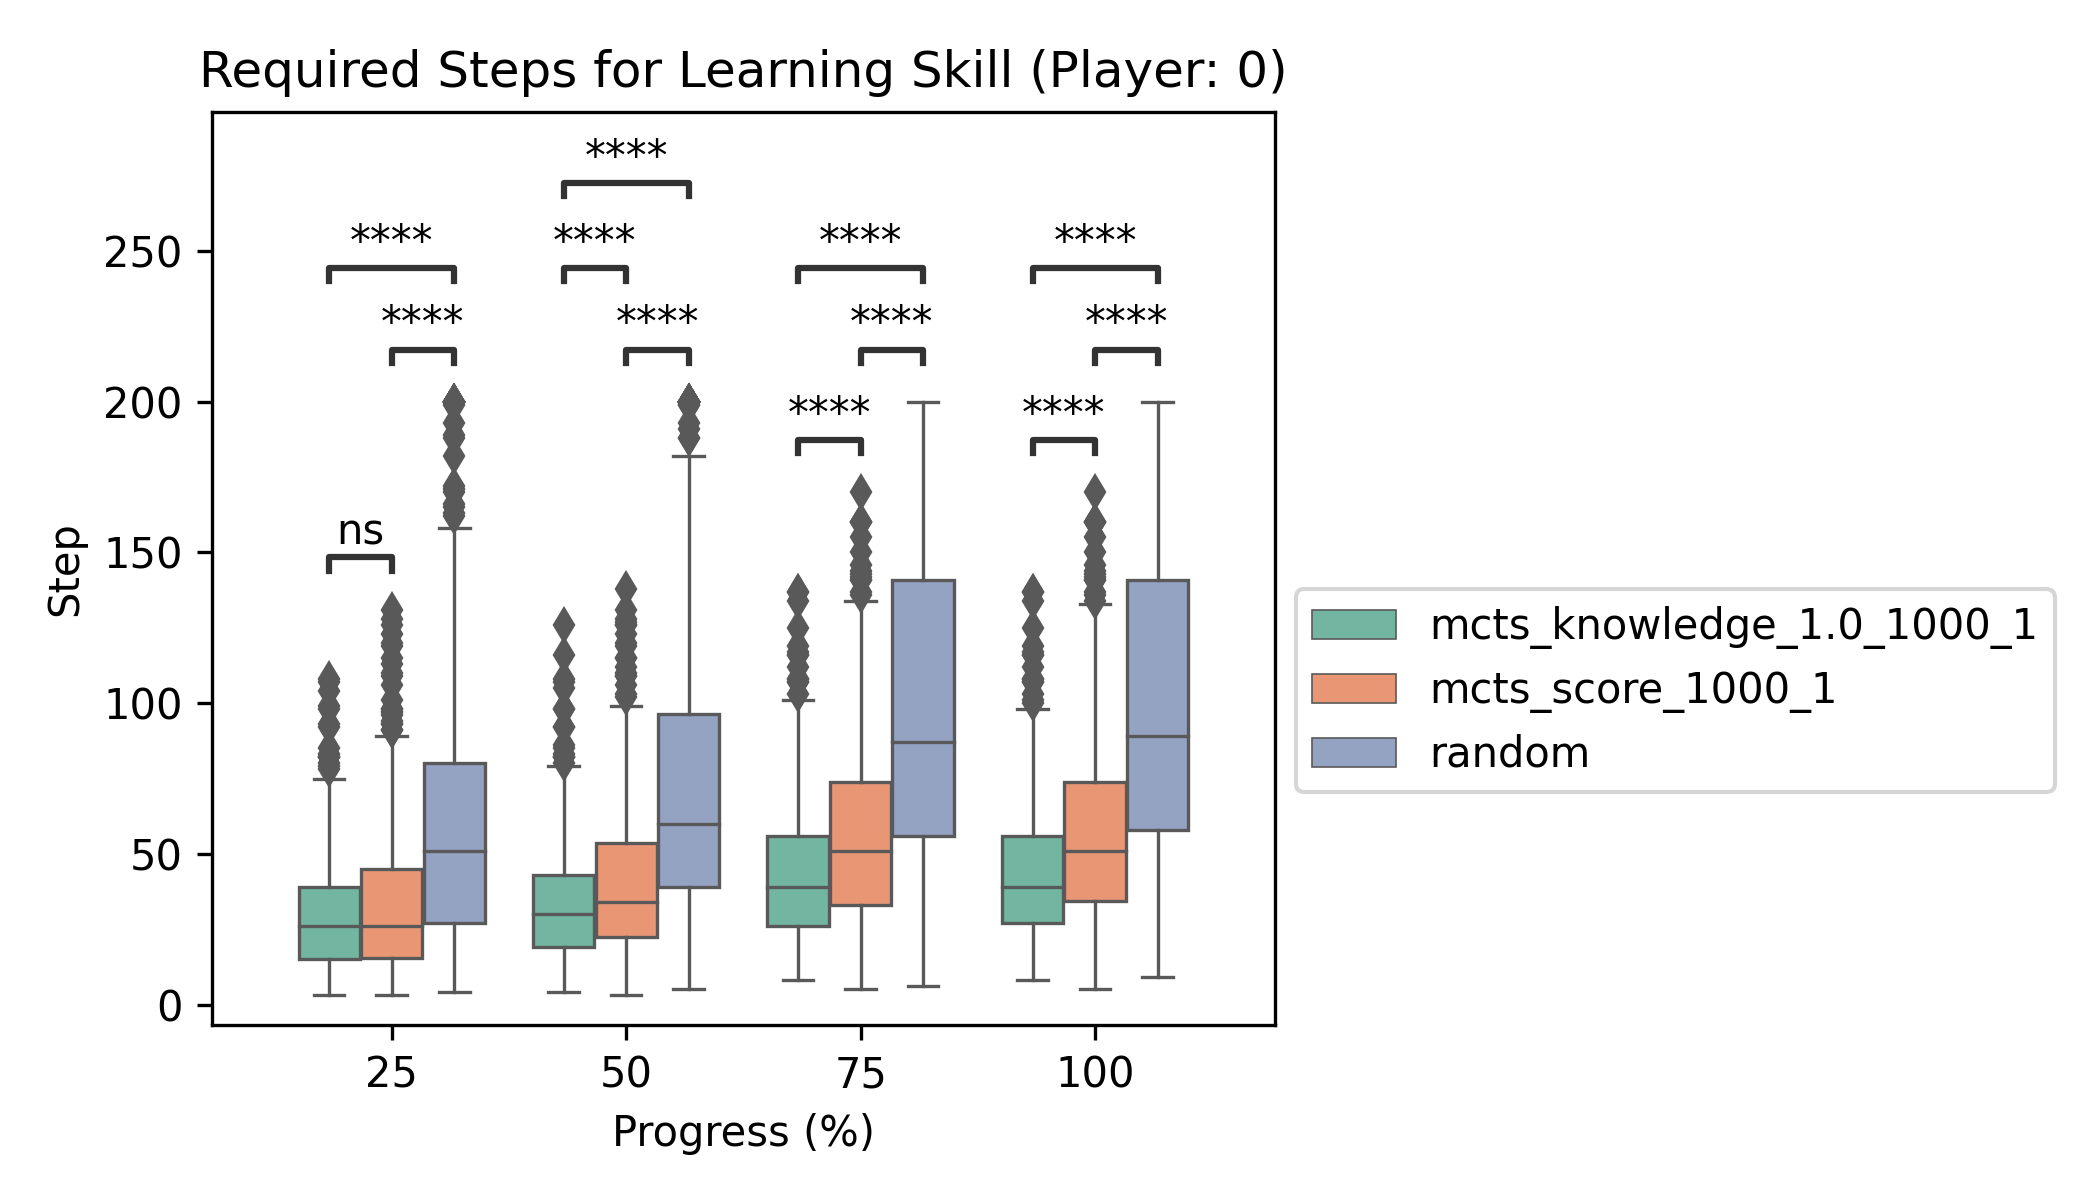 Required Steps for Learning Skill (Player: 0)
****
**** **** **** ****
**** **** **** ****
**** ****
ns
Step
250
200
150
100
50
0
25 50 75 100
Progress (%)
mcts_knowledge_1.0_1000_1
mcts_score_1000_1
random